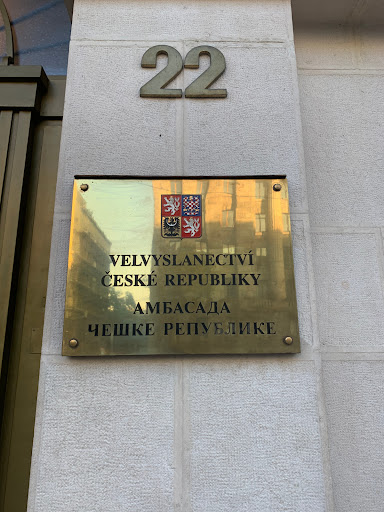 22
VELVYSLANECTVÍ
ČESKÉ REPUBLIKY
АМБАСАДА
ЧЕШКЕ РЕПУБЛИКЕ